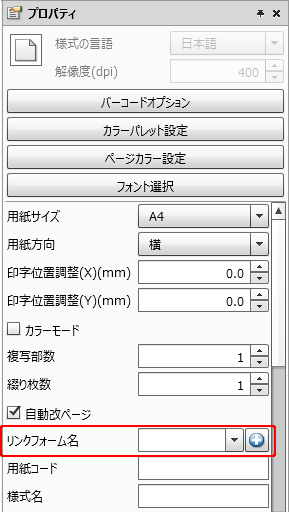 プロパティ
様式の言語 日本語
解像度(dpi) 400
バーコードオプション
カラーパレット設定
ページカラー設定
フォント選択
用紙サイズ A4
用紙方向 横
印字位置調整(X)(mm) 0.0
印字位置調整(Y)(mm) 0.0
カラーモード
複写部数 1
綴り枚数 1
自動改ページ
リンクフォーム名
用紙コード
様式名